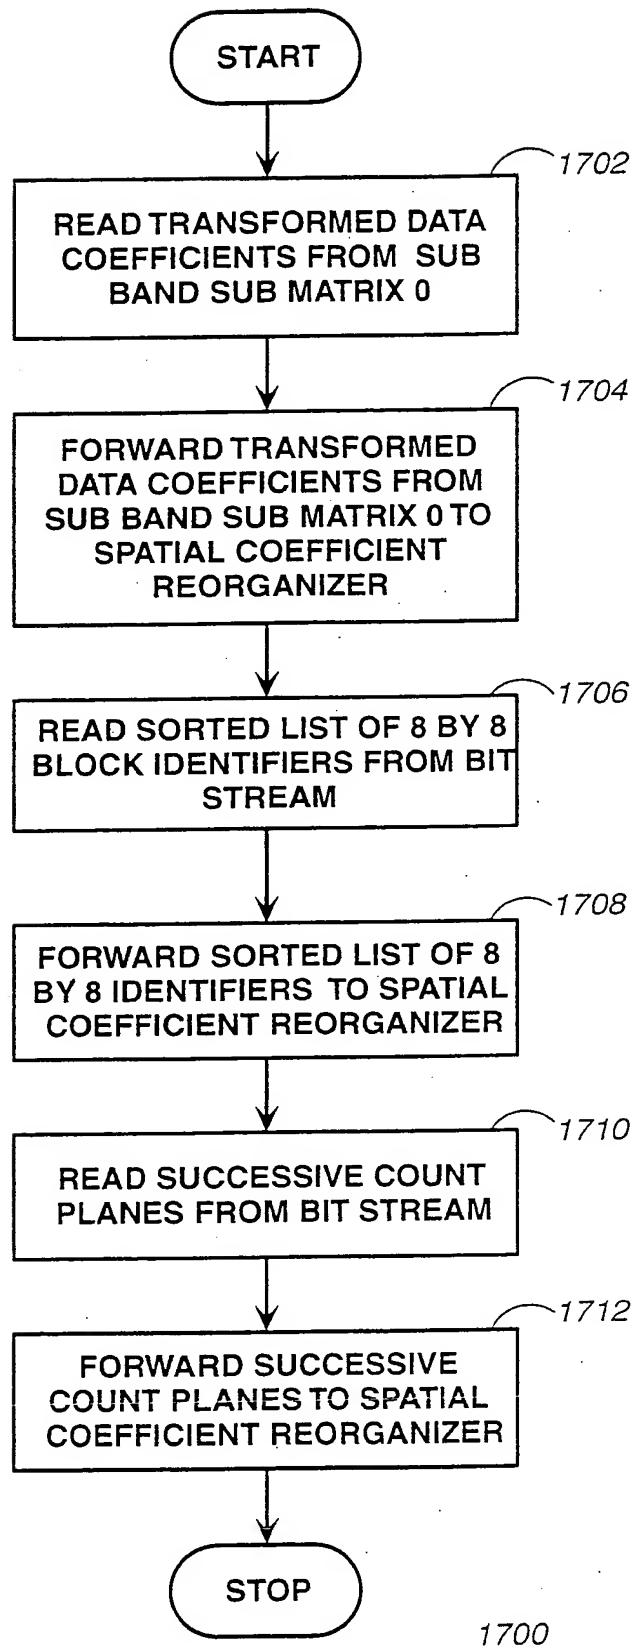 START
1702
READ TRANSFORMED DATA
COEFFICIENTS FROM SUB
BAND SUB MATRIX 0
1704
FORWARD TRANSFORMED
DATA COEFFICIENTS FROM
SUB BAND SUB MATRIX 0 TO
SPATIAL COEFFICIENT
REORGANIZER
1706
READ SORTED LIST OF 8 BY 8
BLOCK IDENTIFIERS FROM BIT
STREAM
1708
FORWARD SORTED LIST OF 8
BY 8 IDENTIFIERS TO SPATIAL
COEFFICIENT REORGANIZER
1710
READ SUCCESSIVE COUNT
PLANES FROM BIT STREAM
1712
FORWARD SUCCESSIVE
COUNT PLANES TO SPATIAL
COEFFICIENT REORGANIZER
STOP
1700